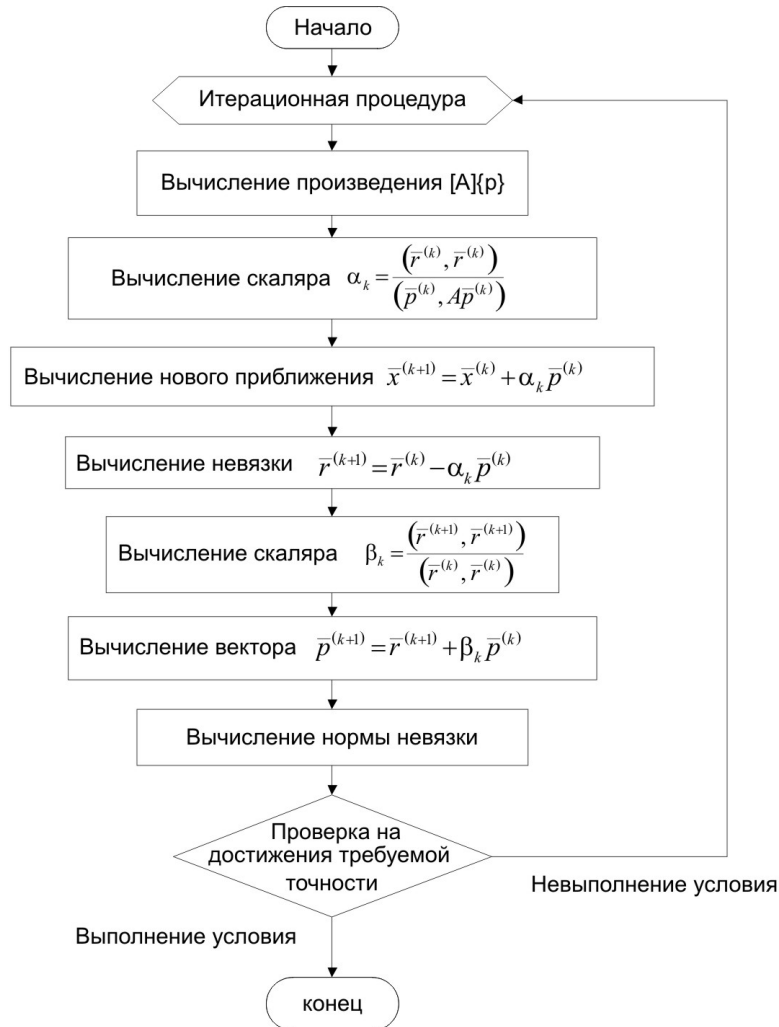 Начало
Итерационная процедура
Вычисление произведения [A]{p}
Вычисление скаляра α_k = (r̅^(k), r̅^(k)) / (p̅^(k), Ap̅^(k))
Вычисление нового приближения x̅^(k+1) = x̅^(k) + α_k p̅^(k)
Вычисление невязки r̅^(k+1) = r̅^(k) − α_k p̅^(k)
Вычисление скаляра β_k = (r̅^(k+1), r̅^(k+1)) / (r̅^(k), r̅^(k))
Вычисление вектора p̅^(k+1) = r̅^(k+1) + β_k p̅^(k)
Вычисление нормы невязки
Проверка на
достижения требуемой
точности
Невыполнение условия
Выполнение условия
конец